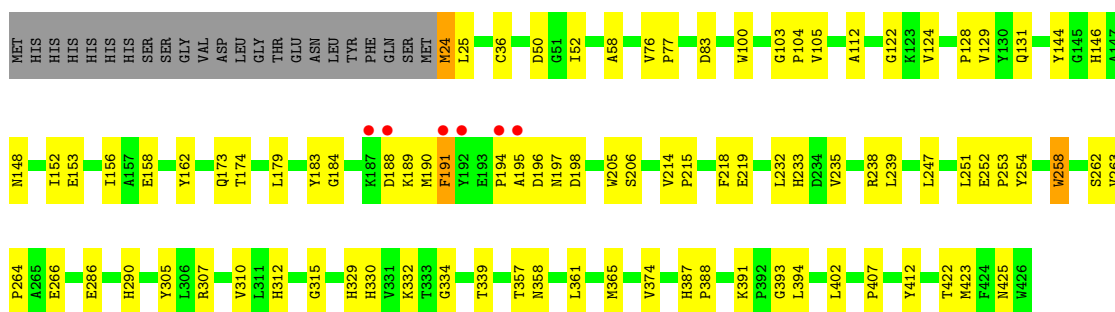 MET HIS HIS HIS HIS HIS HIS SER SER GLY VAL ASP LEU GLY THR GLU ASN LEU TYR PHE GLN SER MET M24 L25 C36 D50 G51 I52 A58 V76 P77 D83 W100 G103 P104 V105 A112 G122 K123 V124 P128 V129 Y130 Q131 Y144 G145 H146 A147
N148 I152 E153 I156 A157 E158 Y162 Q173 T174 L179 Y183 G184 K187 D188 K189 M190 F191 Y192 E193 P194 A195 D196 N197 D198 W205 S206 V214 P215 F218 E219 L232 H233 D234 V235 R238 L239 L247 L251 E252 P253 Y254 W258 S262 V263
P264 A265 E266 E286 H290 Y305 L306 R307 V310 L311 H312 G315 H329 H330 V331 K332 T333 G334 T339 T357 N358 L361 M365 V374 H387 P388 K391 P392 G393 L394 L402 P407 Y412 T422 M423 F424 N425 W426